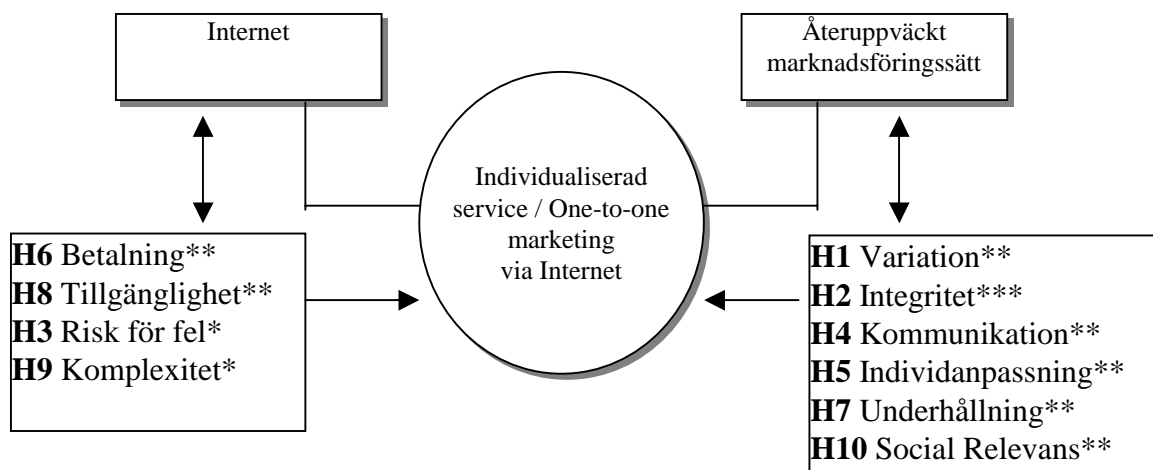 Internet
Återuppväckt
marknadsföringssätt
Individualiserad
service / One-to-one
marketing
via Internet
H6 Betalning**
H8 Tillgänglighet**
H3 Risk för fel*
H9 Komplexitet*
H1 Variation**
H2 Integritet***
H4 Kommunikation**
H5 Individanpassning**
H7 Underhållning**
H10 Social Relevans**